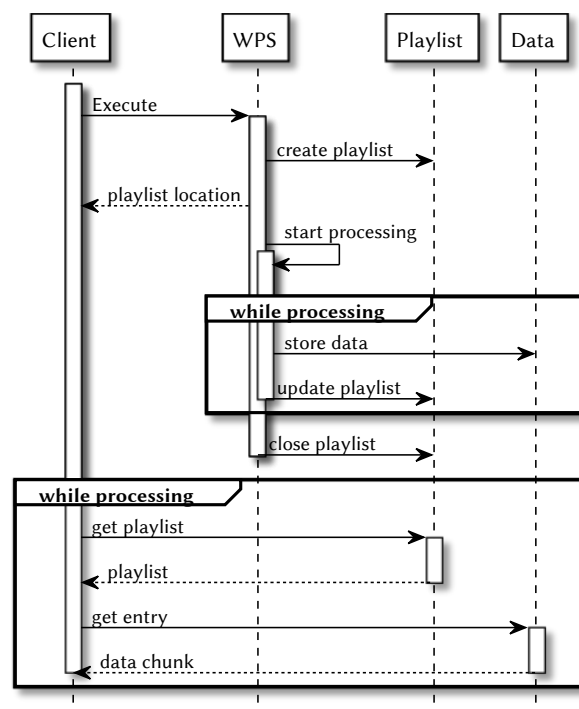 Client WPS Playlist Data
Execute
create playlist
playlist location
start processing
while processing
store data
update playlist
close playlist
while processing
get playlist
playlist
get entry
data chunk